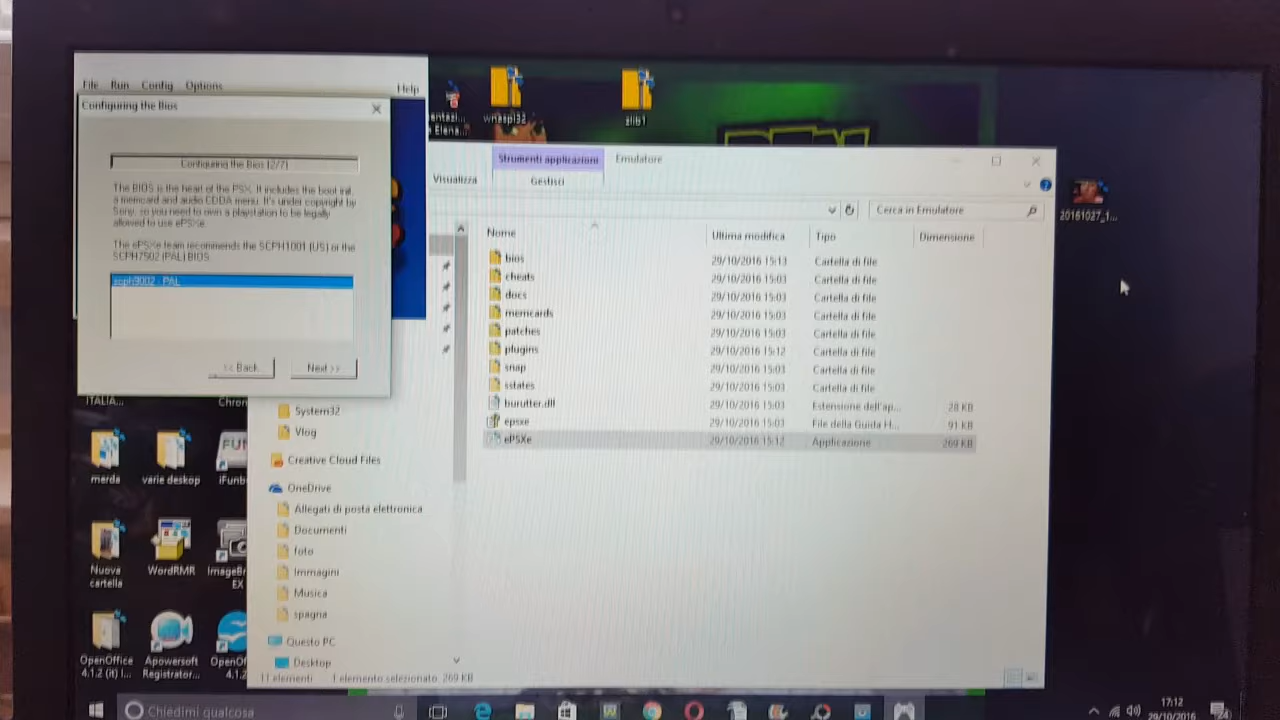 File Run Config Options Help
Configuring the Bios
Configuring the Bios [2/7]
The BIOS is the heart of the PSX. It includes the boot init,
a memcard and audio CDDA menu. It's under copyright by
Sony, so you need to own a playstation to be legally
allowed to use ePSXe.
The ePSXe team recommends the SCPH1001 (US) or the
SCPH7502 (PAL) BIOS.
scph9002 - PAL
<< Back Next >>
wnaspi32
zlib1
Elena...
20161027_1...
Strumenti applicazioni Emulatore
Visualizza Gestisci
Cerca in Emulatore
Nome Ultima modifica Tipo Dimensione
bios 29/10/2016 15:13 Cartella di file
cheats 29/10/2016 15:03 Cartella di file
docs 29/10/2016 15:03 Cartella di file
memcards 29/10/2016 15:03 Cartella di file
patches 29/10/2016 15:03 Cartella di file
plugins 29/10/2016 15:12 Cartella di file
snap 29/10/2016 15:03 Cartella di file
sstates 29/10/2016 15:03 Cartella di file
burutter.dll 29/10/2016 15:03 Estensione dell'ap... 28 KB
epsxe 29/10/2016 15:03 File della Guida H... 91 KB
ePSXe 29/10/2016 15:12 Applicazione 269 KB
System32
Vlog
Creative Cloud Files
OneDrive
Allegati di posta elettronica
Documenti
foto
Immagini
Musica
spagna
Questo PC
Desktop
11 elementi 1 elemento selezionato 269 KB
ITALIA... Chron
merda varie deskop iFunb
Nuova
cartella
WordRMR
ImageBr
EX
OpenOffice
4.1.2 (it) I...
Apowersoft
Registrator...
OpenOf
4.1.2
Chiedimi qualcosa
17:12
29/10/2016